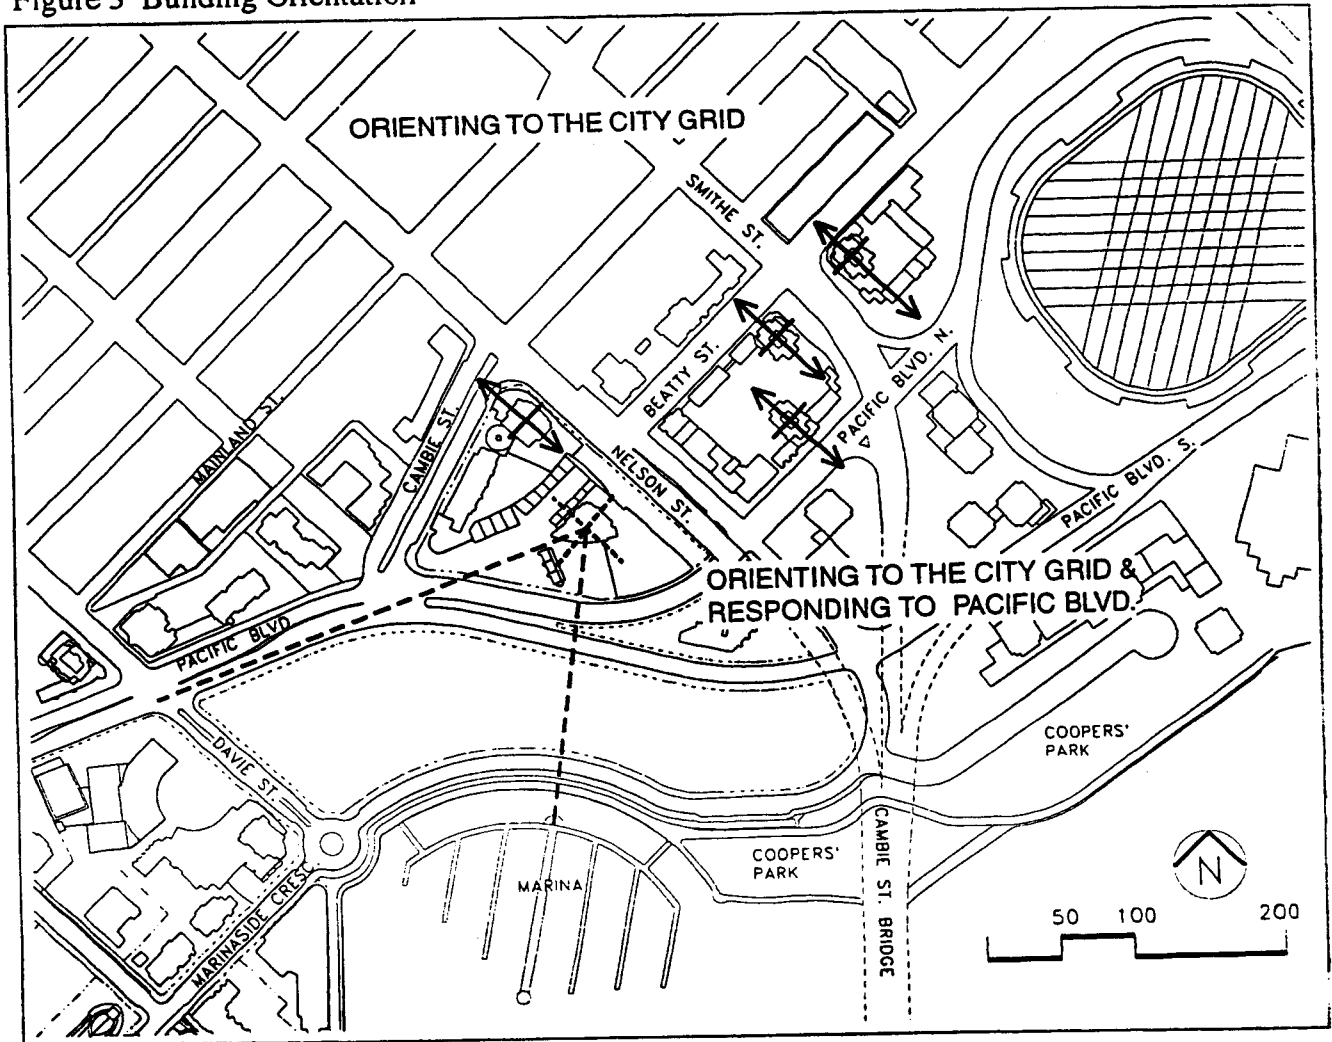 Figure 3 Building Orientation
ORIENTING TO THE CITY GRID
SMITHE ST.
BEATTY ST.
PACIFIC BLVD. N.
MAINLAND ST.
CAMBIE ST.
NELSON ST.
PACIFIC BLVD. S.
ORIENTING TO THE CITY GRID &
RESPONDING TO PACIFIC BLVD.
PACIFIC BLVD.
DAVIE ST.
COOPERS'
PARK
CAMBIE ST. BRIDGE
COOPERS'
PARK
MARINA
MARINASIDE CRESC
N
50 100 200